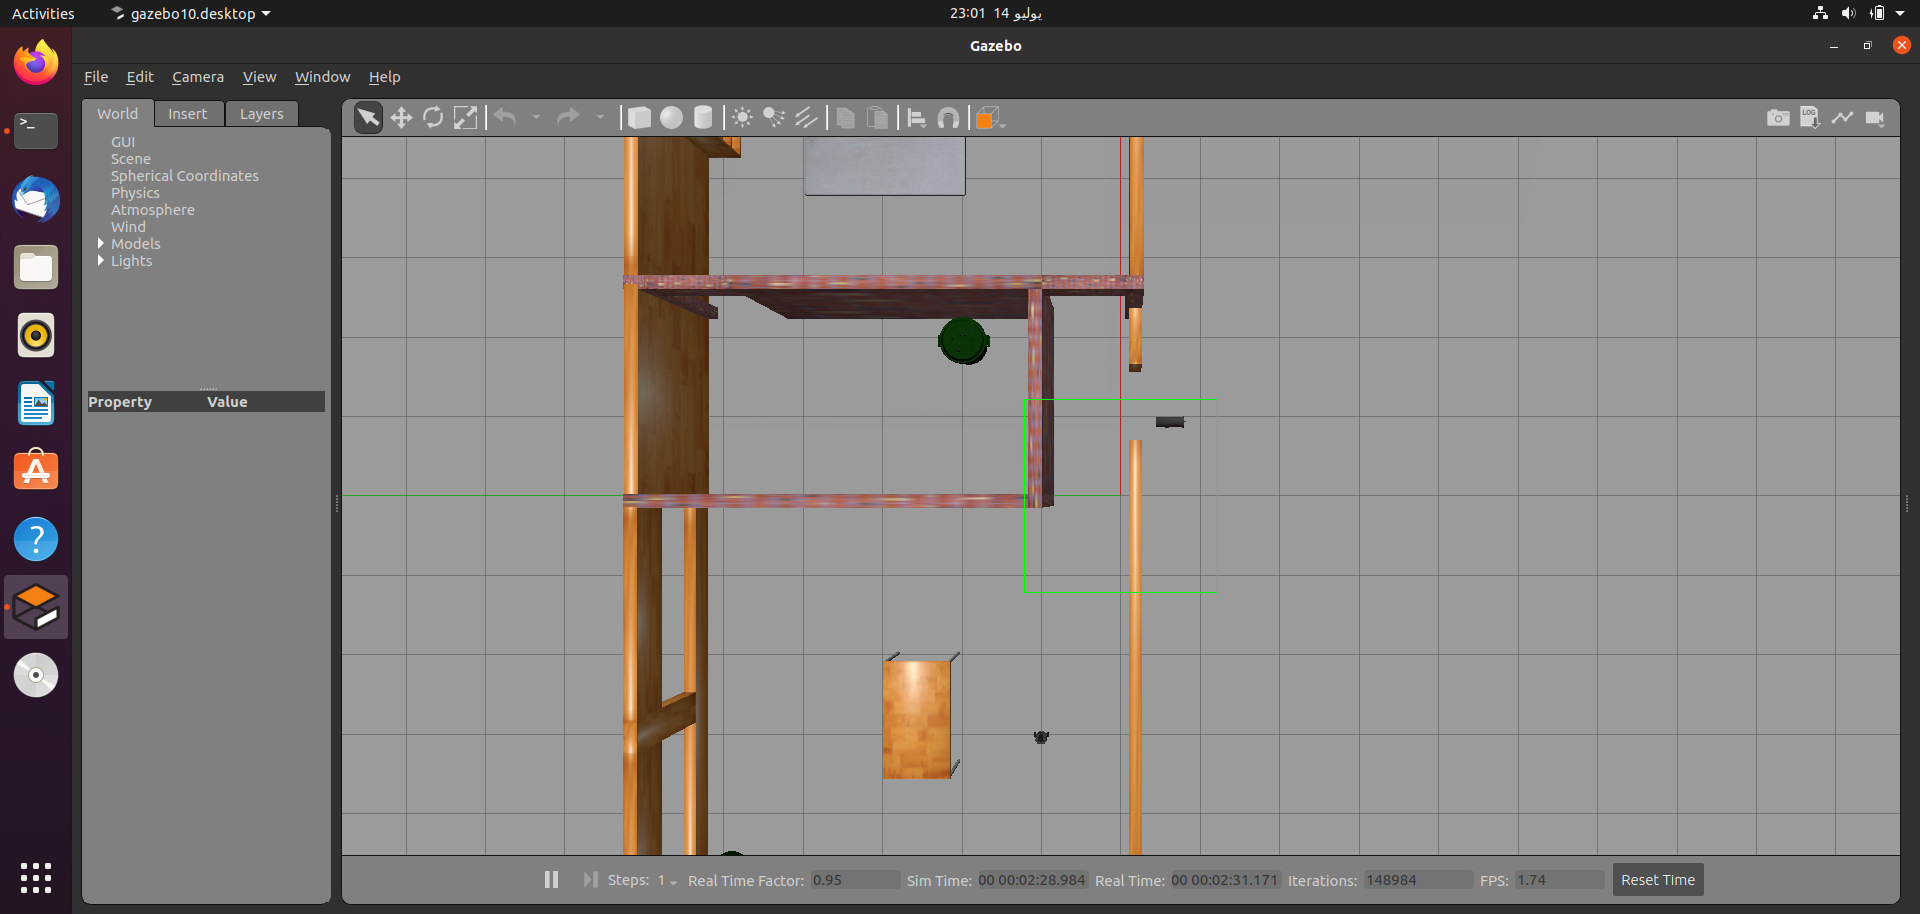 Activities
gazebo10.desktop
23:01 14 يوليو
Gazebo
File Edit Camera View Window Help
World Insert Layers
GUI
Scene
Spherical Coordinates
Physics
Atmosphere
Wind
Models
Lights
Property Value
LOG
Steps: 1 Real Time Factor: 0.95 Sim Time: 00 00:02:28.984 Real Time: 00 00:02:31.171 Iterations: 148984 FPS: 1.74 Reset Time